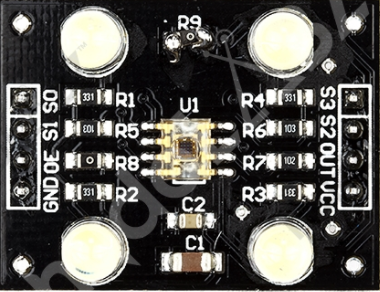 R9
U1
S0 331 R1 R4 331 S3
S1 103 R5 R6 103 S2
OE 0 R8 R7 102 OUT
GND 331 R2 R3 331 VCC
C2
C1